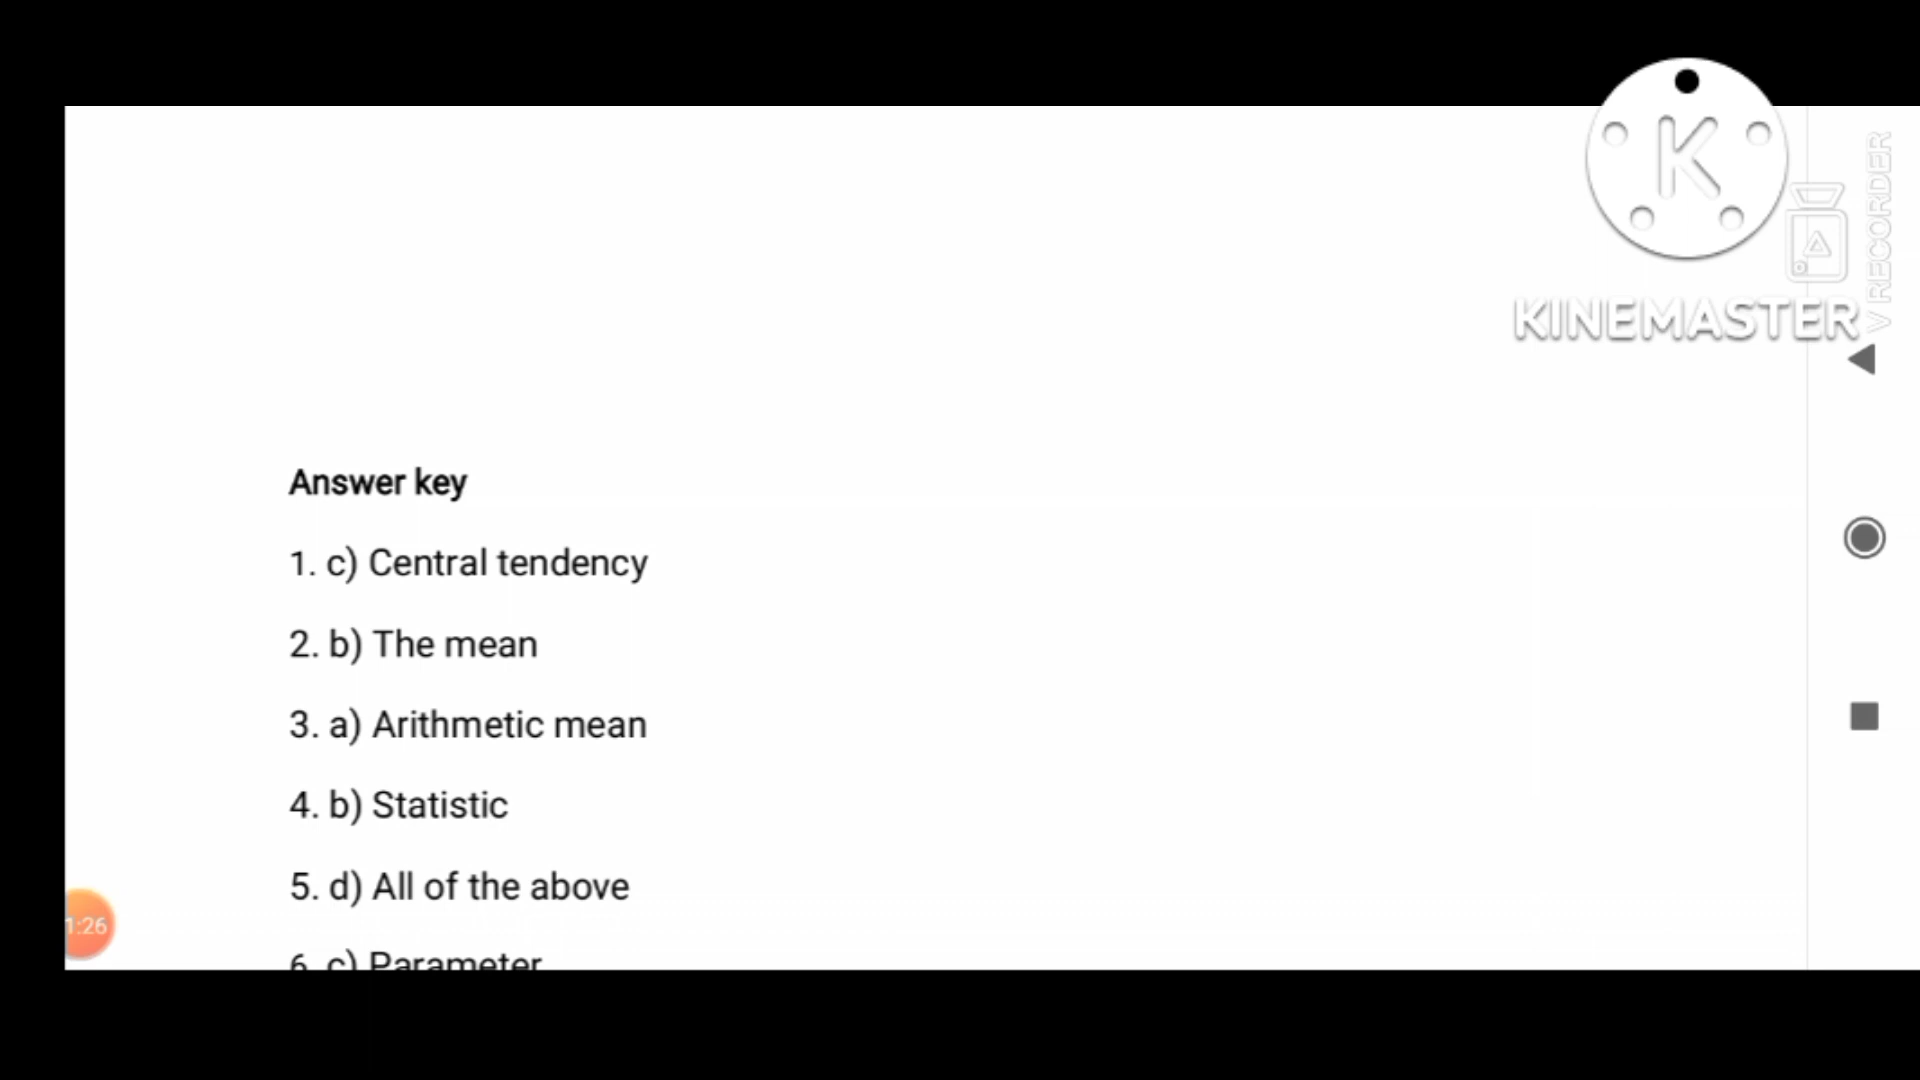 K
KINEMASTER
V RECORDER
Answer key
1. c) Central tendency
2. b) The mean
3. a) Arithmetic mean
4. b) Statistic
5. d) All of the above
1:26
6. c) Parameter